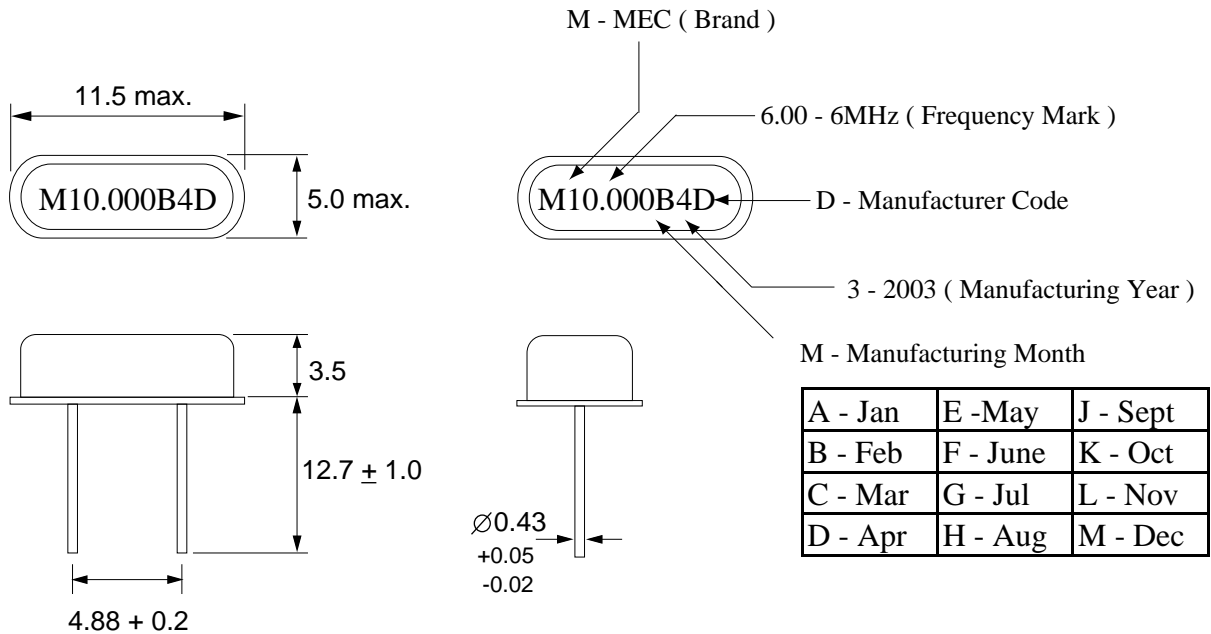 M - MEC ( Brand )
11.5 max.
6.00 - 6MHz ( Frequency Mark )
M10.000B4D
5.0 max.
M10.000B4D
D - Manufacturer Code
3 - 2003 ( Manufacturing Year )
M - Manufacturing Month
3.5
12.7 ± 1.0
4.88 + 0.2
Ø0.43
+0.05
-0.02
A - Jan E -May J - Sept
B - Feb F - June K - Oct
C - Mar G - Jul L - Nov
D - Apr H - Aug M - Dec